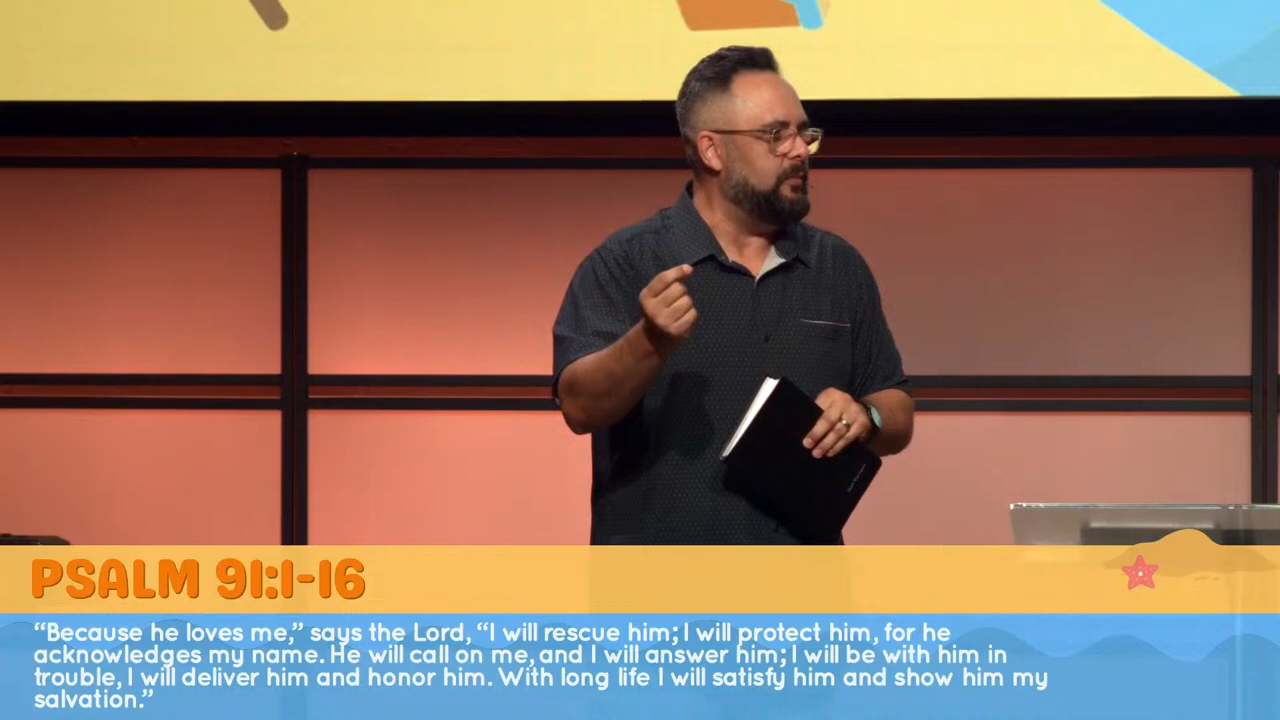 PSALM 91:1-16
“Because he loves me,” says the Lord, “I will rescue him; I will protect him, for he
acknowledges my name. He will call on me, and I will answer him; I will be with him in
trouble, I will deliver him and honor him. With long life I will satisfy him and show him my
salvation.”